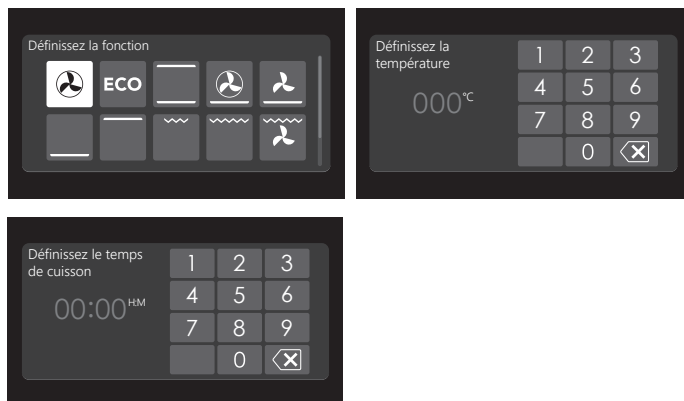 Définissez la fonction
ECO
Définissez la
température
000°C
1 2 3
4 5 6
7 8 9
0
Définissez le temps
de cuisson
00:00 H:M
1 2 3
4 5 6
7 8 9
0